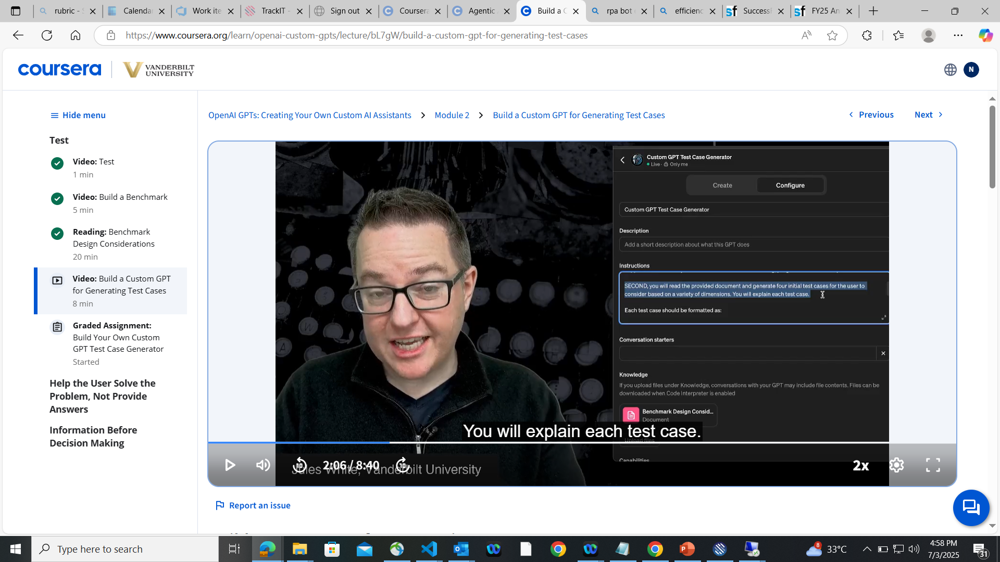 rubric - S
Calendar
Work ite
TrackIT -
Sign out
Coursera
Agentic A
Build a C
rpa bot
efficienc
Successf
FY25 An
https://www.coursera.org/learn/openai-custom-gpts/lecture/bL7gW/build-a-custom-gpt-for-generating-test-cases
coursera
VANDERBILT
UNIVERSITY
N
Hide menu
OpenAI GPTs: Creating Your Own Custom AI Assistants > Module 2 > Build a Custom GPT for Generating Test Cases
Previous
Next
Test
Video: Test
1 min
Video: Build a Benchmark
5 min
Reading: Benchmark
Design Considerations
20 min
Video: Build a Custom GPT
for Generating Test Cases
8 min
Graded Assignment:
Build Your Own Custom
GPT Test Case Generator
Started
Help the User Solve the
Problem, Not Provide
Answers
Information Before
Decision Making
Custom GPT Test Case Generator
Live · Only me
Create
Configure
Custom GPT Test Case Generator
Description
Add a short description about what this GPT does
Instructions
SECOND, you will read the provided document and generate four initial test cases for the user to
consider based on a variety of dimensions. You will explain each test case.
Each test case should be formatted as:
Conversation starters
Knowledge
If you upload files under Knowledge, conversations with your GPT may include file contents. Files can be
downloaded when Code Interpreter is enabled
Benchmark Design Consid...
Document
Upload files
Capabilities
You will explain each test case.
2:06 / 8:40
Jules White, Vanderbilt University
2x
Report an issue
Type here to search
8
33°C
4:58 PM
7/3/2025
31